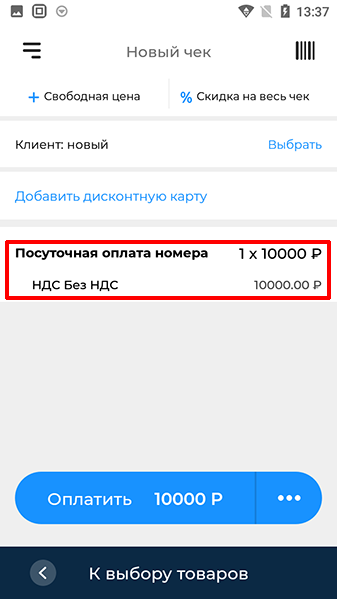 13:37
Новый чек
+ Свободная цена
% Скидка на весь чек
Клиент: новый Выбрать
Добавить дисконтную карту
Посуточная оплата номера 1 x 10000 ₽
НДС Без НДС 10000.00 ₽
Оплатить 10000 Р •••
К выбору товаров